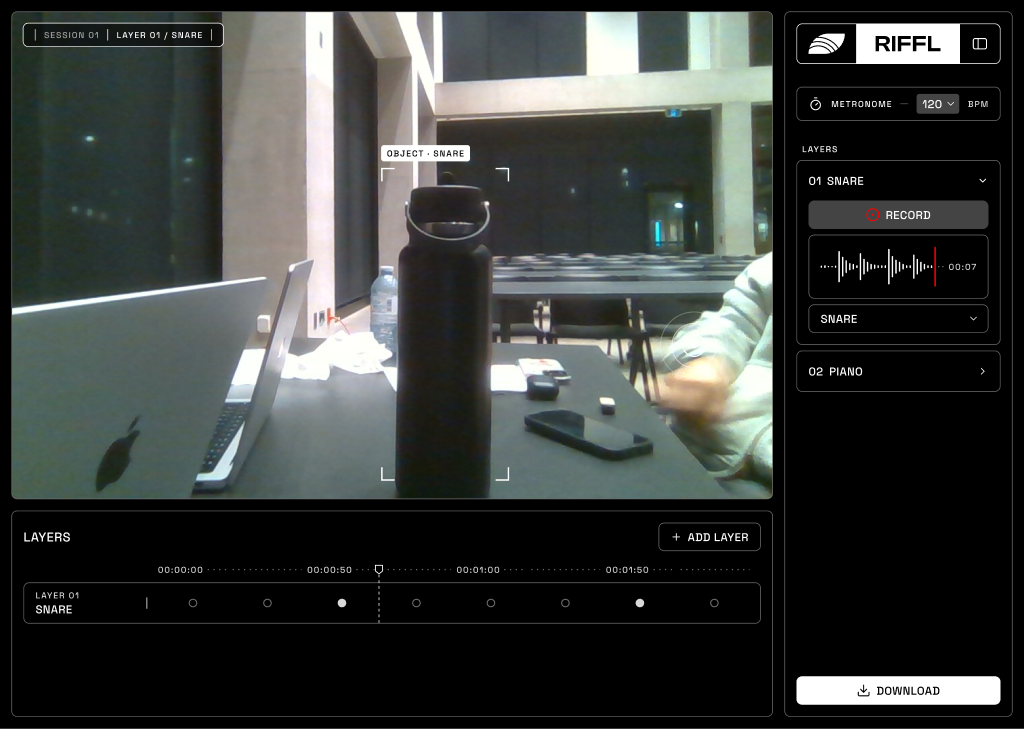 SESSION 01 | LAYER 01 / SNARE
OBJECT · SNARE
RIFFL
METRONOME — 120 BPM
LAYERS
01 SNARE
RECORD
00:07
SNARE
02 PIANO
DOWNLOAD
LAYERS
+ ADD LAYER
00:00:00 00:00:50 00:01:00 00:01:50
LAYER 01
SNARE